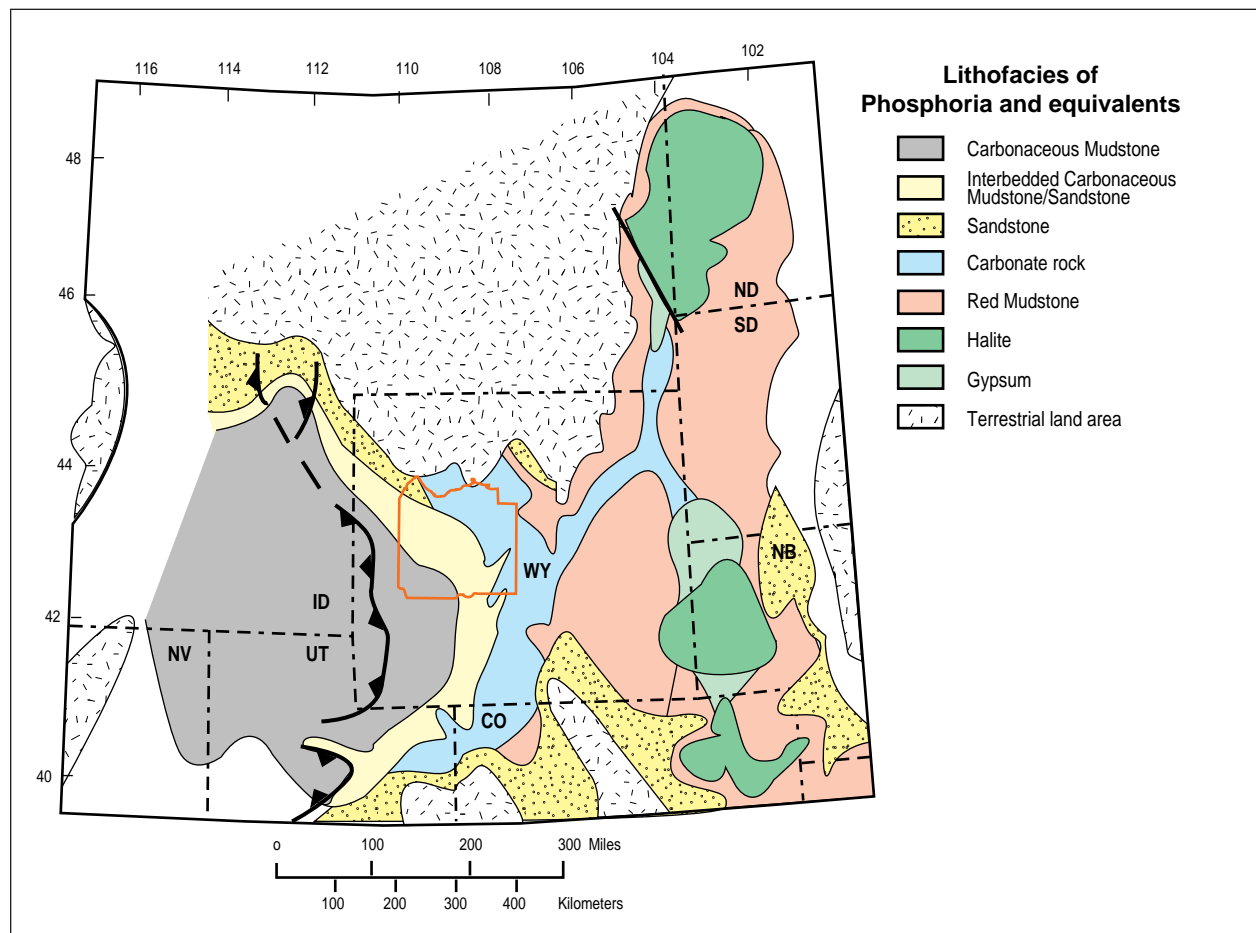 116 114 112 110 108 106 104 102
48
46
44
42
40
ND
SD
NB
WY
ID
NV
UT
CO
Lithofacies of
Phosphoria and equivalents
Carbonaceous Mudstone
Interbedded Carbonaceous
Mudstone/Sandstone
Sandstone
Carbonate rock
Red Mudstone
Halite
Gypsum
Terrestrial land area
o 100 200 300 Miles
100 200 300 400 Kilometers